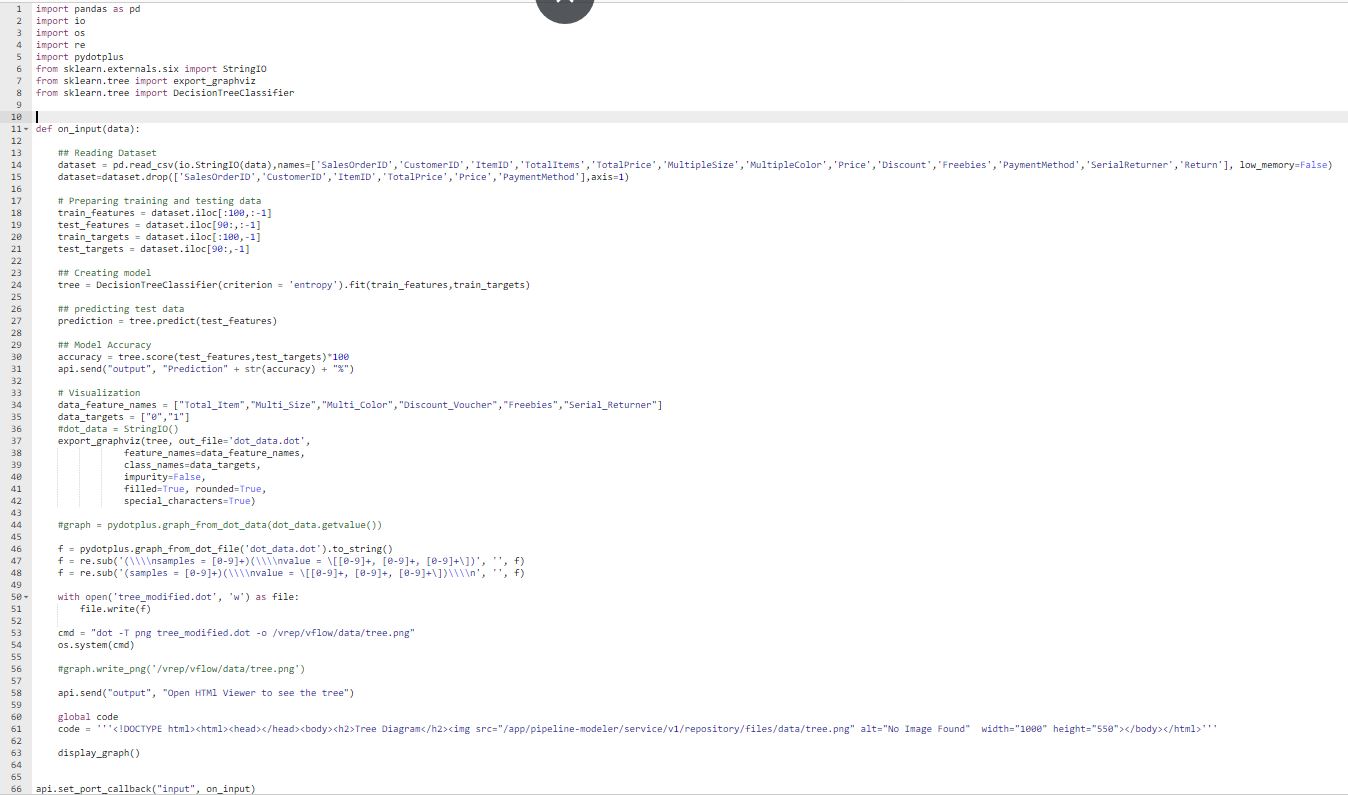 1 import pandas as pd
2 import io
3 import os
4 import re
5 import pydotplus
6 from sklearn.externals.six import StringIO
7 from sklearn.tree import export_graphviz
8 from sklearn.tree import DecisionTreeClassifier
9
10
11 def on_input(data):
12
13     ## Reading Dataset
14     dataset = pd.read_csv(io.StringIO(data),names=['SalesOrderID','CustomerID','ItemID','TotalItems','TotalPrice','MultipleSize','MultipleColor','Price','Discount','Freebies','PaymentMethod','SerialReturner','Return'], low_memory=False)
15     dataset=dataset.drop(['SalesOrderID','CustomerID','ItemID','TotalPrice','Price','PaymentMethod'],axis=1)
16
17     # Preparing training and testing data
18     train_features = dataset.iloc[:100,:-1]
19     test_features = dataset.iloc[90:,:-1]
20     train_targets = dataset.iloc[:100,-1]
21     test_targets = dataset.iloc[90:,-1]
22
23     ## Creating model
24     tree = DecisionTreeClassifier(criterion = 'entropy').fit(train_features,train_targets)
25
26     ## predicting test data
27     prediction = tree.predict(test_features)
28
29     ## Model Accuracy
30     accuracy = tree.score(test_features,test_targets)*100
31     api.send("output", "Prediction" + str(accuracy) + "%")
32
33     # Visualization
34     data_feature_names = ["Total_Item","Multi_Size","Multi_Color","Discount_Voucher","Freebies","Serial_Returner"]
35     data_targets = ["0","1"]
36     #dot_data = StringIO()
37     export_graphviz(tree, out_file='dot_data.dot',
38                 feature_names=data_feature_names,
39                 class_names=data_targets,
40                 impurity=False,
41                 filled=True, rounded=True,
42                 special_characters=True)
43
44     #graph = pydotplus.graph_from_dot_data(dot_data.getvalue())
45
46     f = pydotplus.graph_from_dot_file('dot_data.dot').to_string()
47     f = re.sub('(\\\\nsamples = [0-9]+)(\\\\nvalue = \[[0-9]+, [0-9]+, [0-9]+\])', '', f)
48     f = re.sub('(samples = [0-9]+)(\\\\nvalue = \[[0-9]+, [0-9]+, [0-9]+\])\\\\n', '', f)
49
50     with open('tree_modified.dot', 'w') as file:
51         file.write(f)
52
53     cmd = "dot -T png tree_modified.dot -o /vrep/vflow/data/tree.png"
54     os.system(cmd)
55
56     #graph.write_png('/vrep/vflow/data/tree.png')
57
58     api.send("output", "Open HTMl Viewer to see the tree")
59
60     global code
61     code = '''<!DOCTYPE html><html><head></head><body><h2>Tree Diagram</h2><img src="/app/pipeline-modeler/service/v1/repository/files/data/tree.png" alt="No Image Found"  width="1000" height="550"></body></html>'''
62
63     display_graph()
64
65
66 api.set_port_callback("input", on_input)